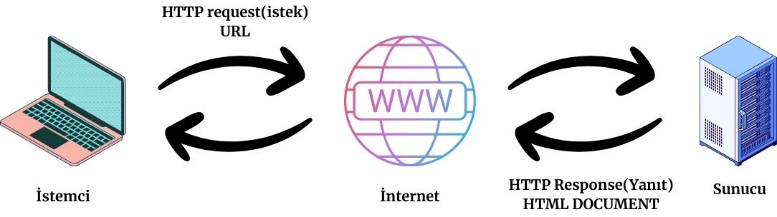 HTTP request(istek)
URL
WWW
İstemci
İnternet
HTTP Response(Yanıt)
HTML DOCUMENT
Sunucu